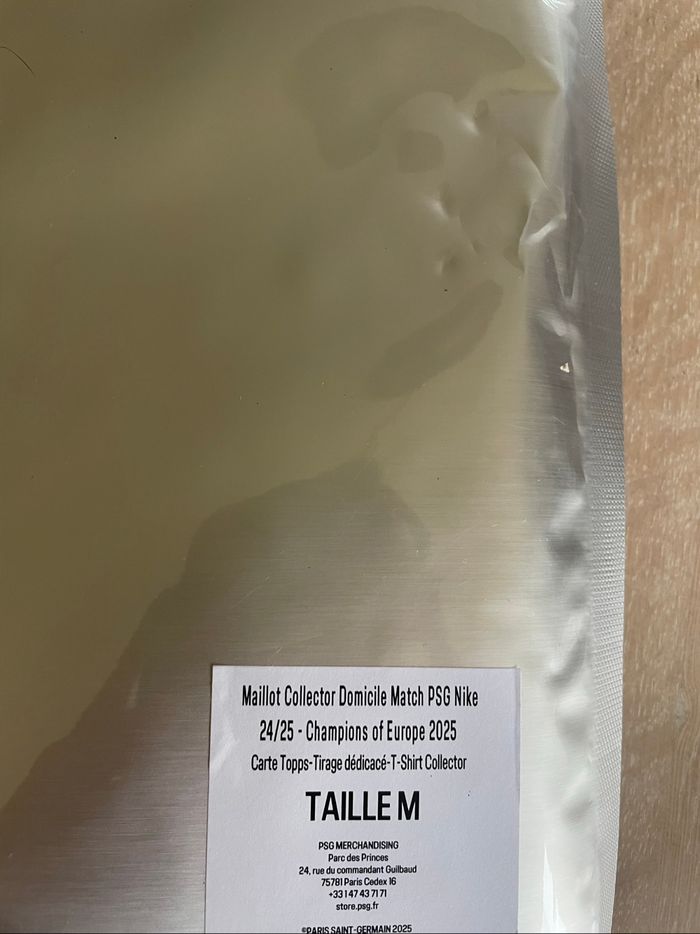 Maillot Collector Domicile Match PSG Nike
24/25 - Champions of Europe 2025
Carte Topps-Tirage dédicacé-T-Shirt Collector
TAILLE M
PSG MERCHANDISING
Parc des Princes
24, rue du commandant Guilbaud
75781 Paris Cedex 16
+33 1 47 43 71 71
store.psg.fr
©PARIS SAINT-GERMAIN 2025